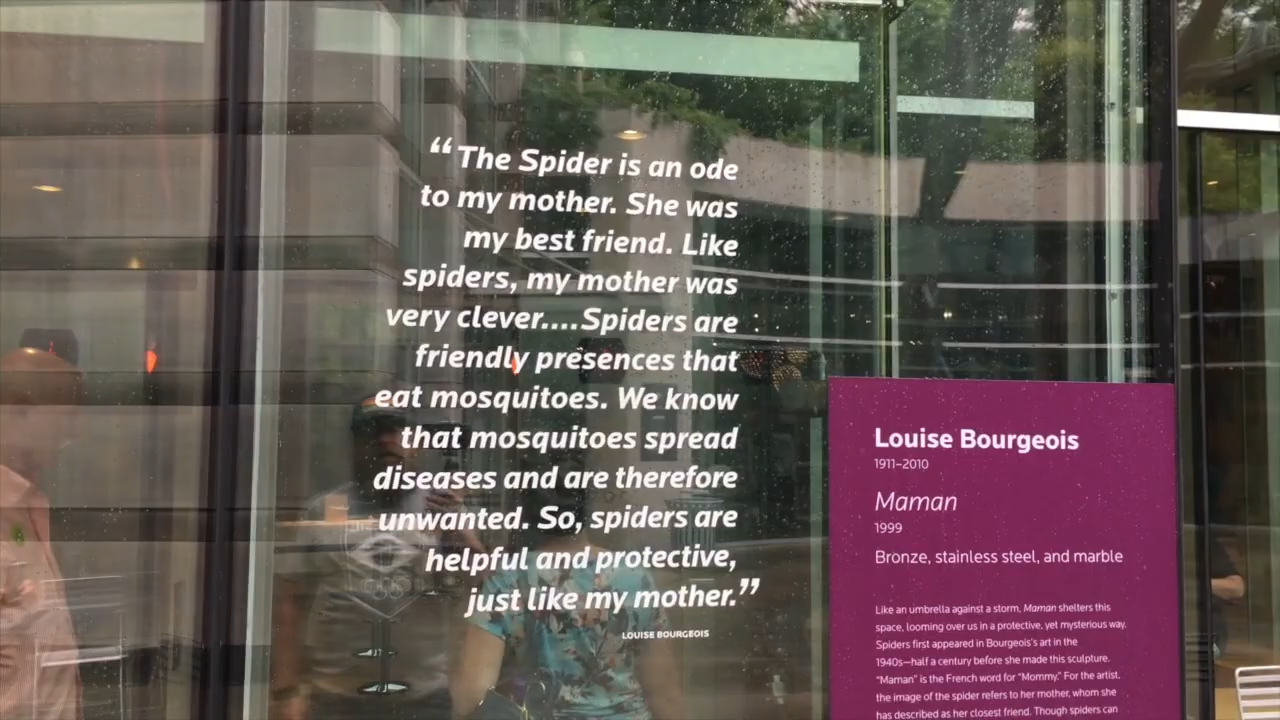 “The Spider is an ode
to my mother. She was
my best friend. Like
spiders, my mother was
very clever....Spiders are
friendly presences that
eat mosquitoes. We know
that mosquitoes spread
diseases and are therefore
unwanted. So, spiders are
helpful and protective,
just like my mother.”
LOUISE BOURGEOIS
Louise Bourgeois
1911–2010
Maman
1999
Bronze, stainless steel, and marble
Like an umbrella against a storm, Maman shelters this
space, looming over us in a protective, yet mysterious way.
Spiders first appeared in Bourgeois's art in the
1940s—half a century before she made this sculpture.
“Maman” is the French word for “Mommy.” For the artist,
the image of the spider refers to her mother, whom she
has described as her closest friend. Though spiders can